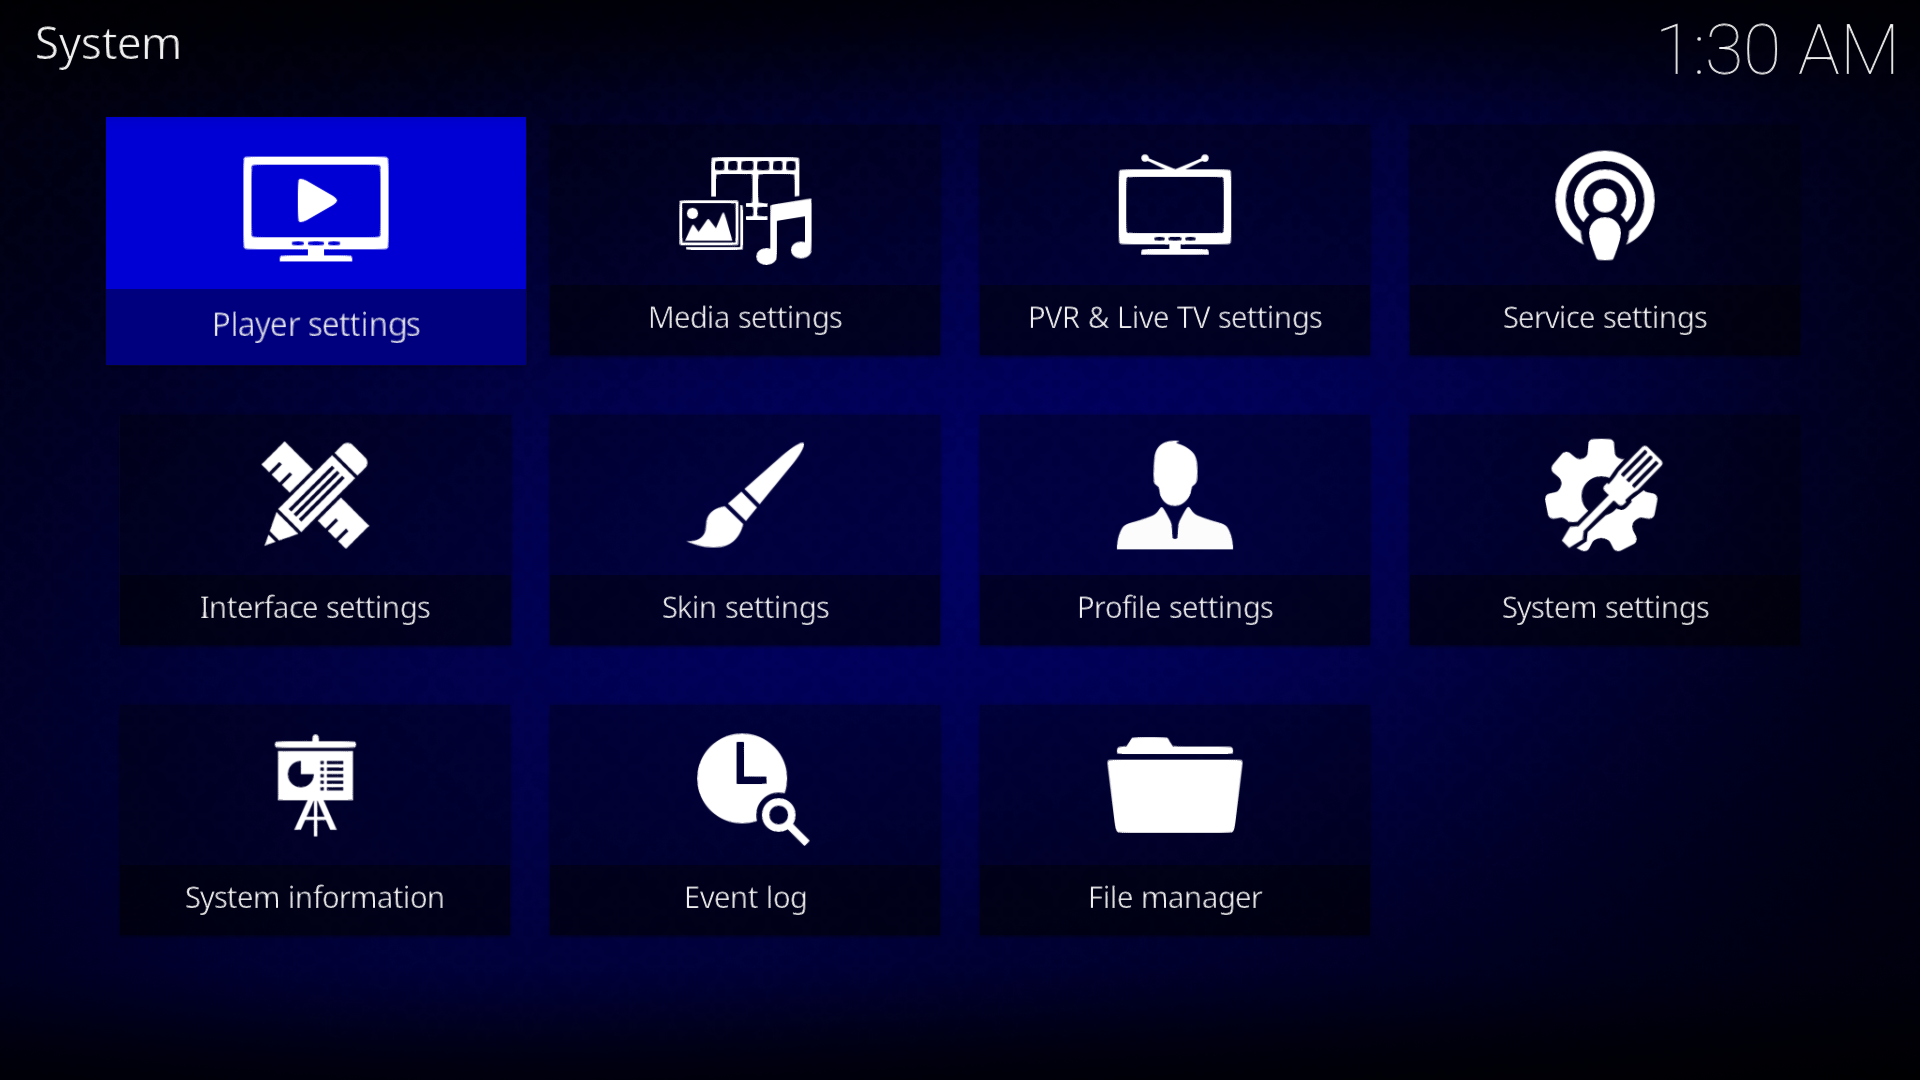 System
1:30 AM
Player settings
Media settings
PVR & Live TV settings
Service settings
Interface settings
Skin settings
Profile settings
System settings
System information
Event log
File manager